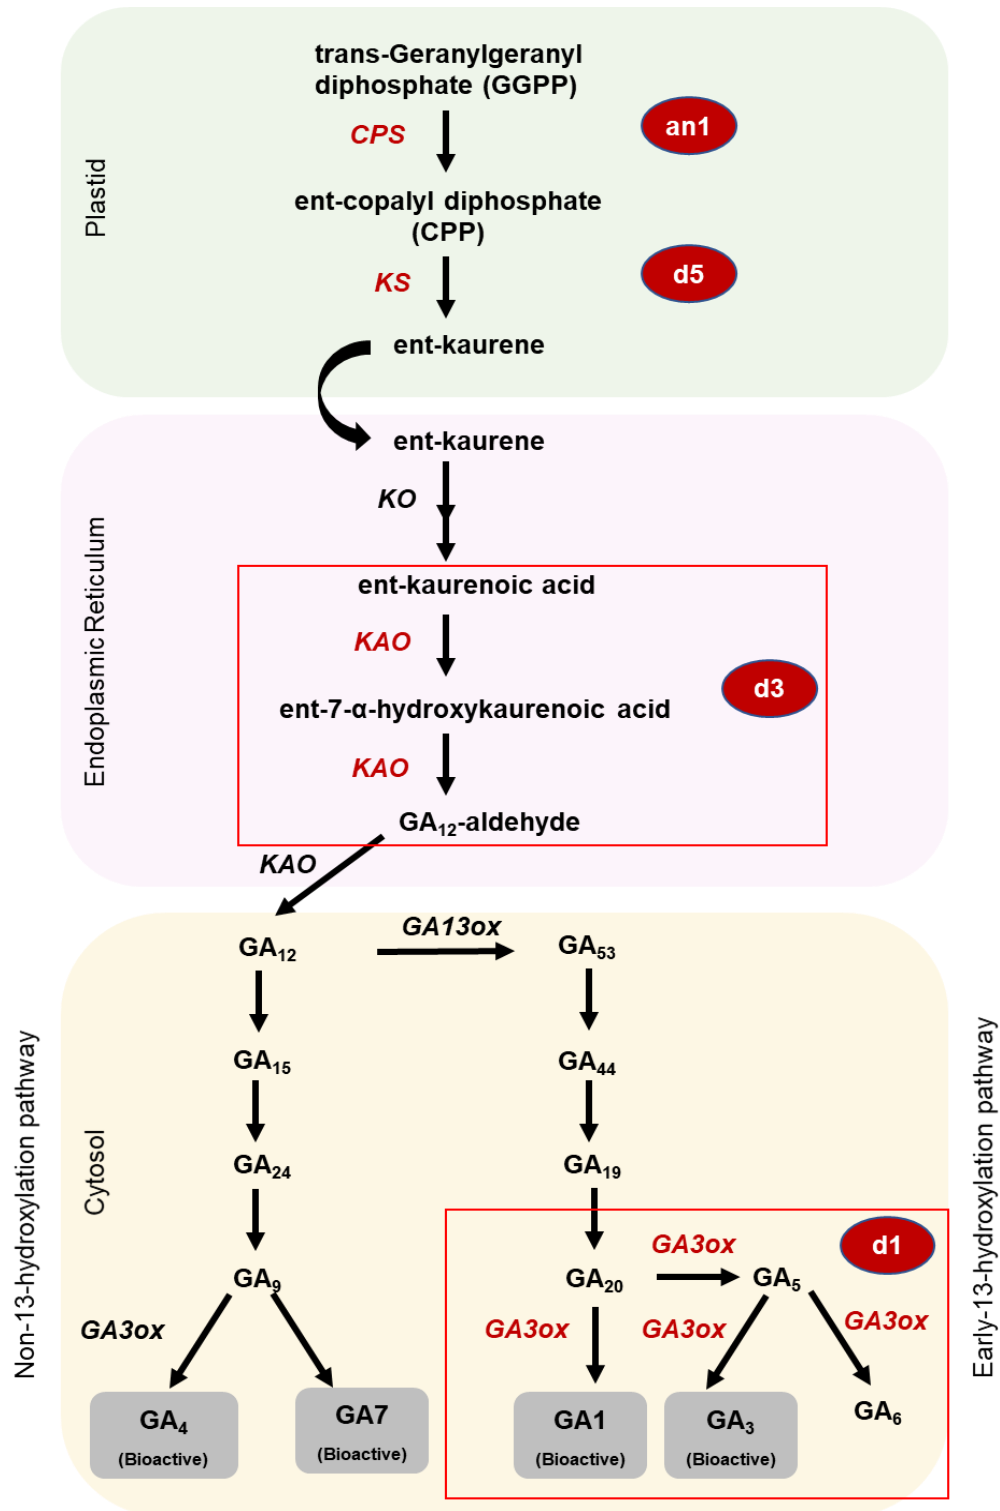 trans-Geranylgeranyl
diphosphate (GGPP)
CPS
an1
ent-copalyl diphosphate
(CPP)
KS
d5
ent-kaurene
Plastid
ent-kaurene
KO
ent-kaurenoic acid
KAO
d3
ent-7-α-hydroxykaurenoic acid
KAO
GA12-aldehyde
KAO
Endoplasmic Reticulum
GA12
GA13ox
GA53
GA15
GA44
GA24
GA19
d1
GA3ox
GA9
GA20
GA5
GA3ox
GA3ox
GA3ox
GA3ox
GA4
(Bioactive)
GA7
(Bioactive)
GA1
(Bioactive)
GA3
(Bioactive)
GA6
Cytosol
Non-13-hydroxylation pathway
Early-13-hydroxylation pathway